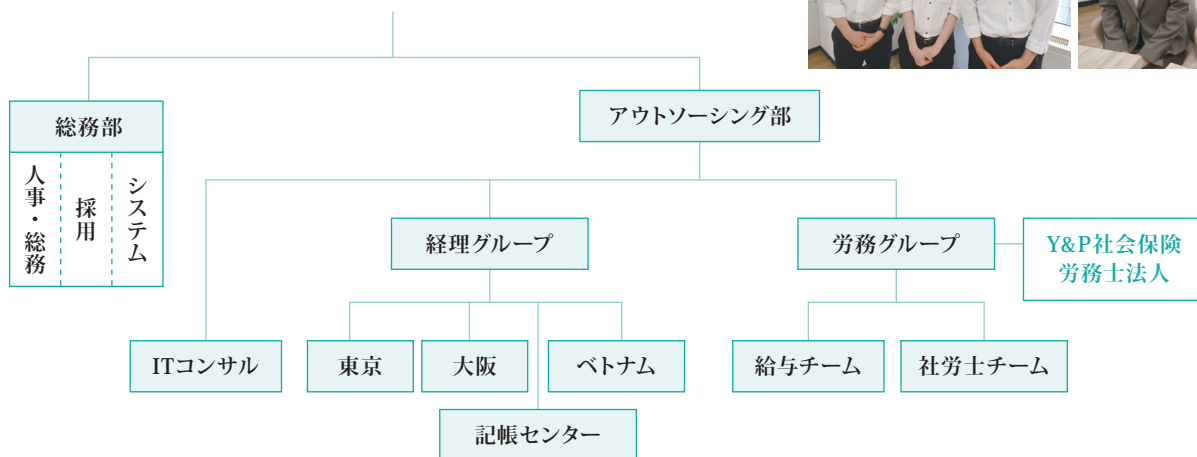 総務部
人事・総務
採用
システム
アウトソーシング部
経理グループ
労務グループ
Y&P社会保険
労務士法人
ITコンサル
東京
大阪
ベトナム
給与チーム
社労士チーム
記帳センター